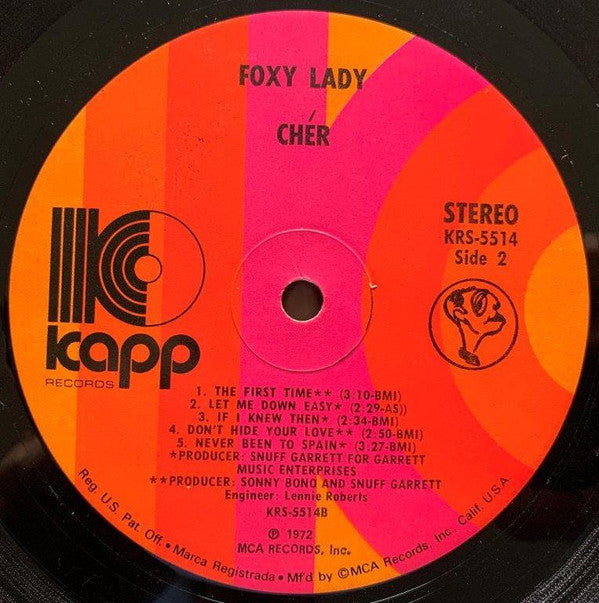 FOXY LADY
CHÉR
STEREO
KRS-5514
Side 2
kapp
RECORDS
1. THE FIRST TIME** (3:10-BMI)
2. LET ME DOWN EASY* (2:29-AS))
3. IF I KNEW THEN* (2:34-BMI)
4. DON'T HIDE YOUR LOVE** (2:50-BMI)
5. NEVER BEEN TO SPAIN* (3:27-BMI)
*PRODUCER: SNUFF GARRETT FOR GARRETT
MUSIC ENTERPRISES
**PRODUCER: SONNY BONO AND SNUFF GARRETT
Engineer: Lennie Roberts
KRS-5514B
℗ 1972
MCA RECORDS, Inc.
Reg. U.S. Pat. Off. • Marca Registrada • Mf'd by ©MCA Records, Inc. Calif. U.S.A